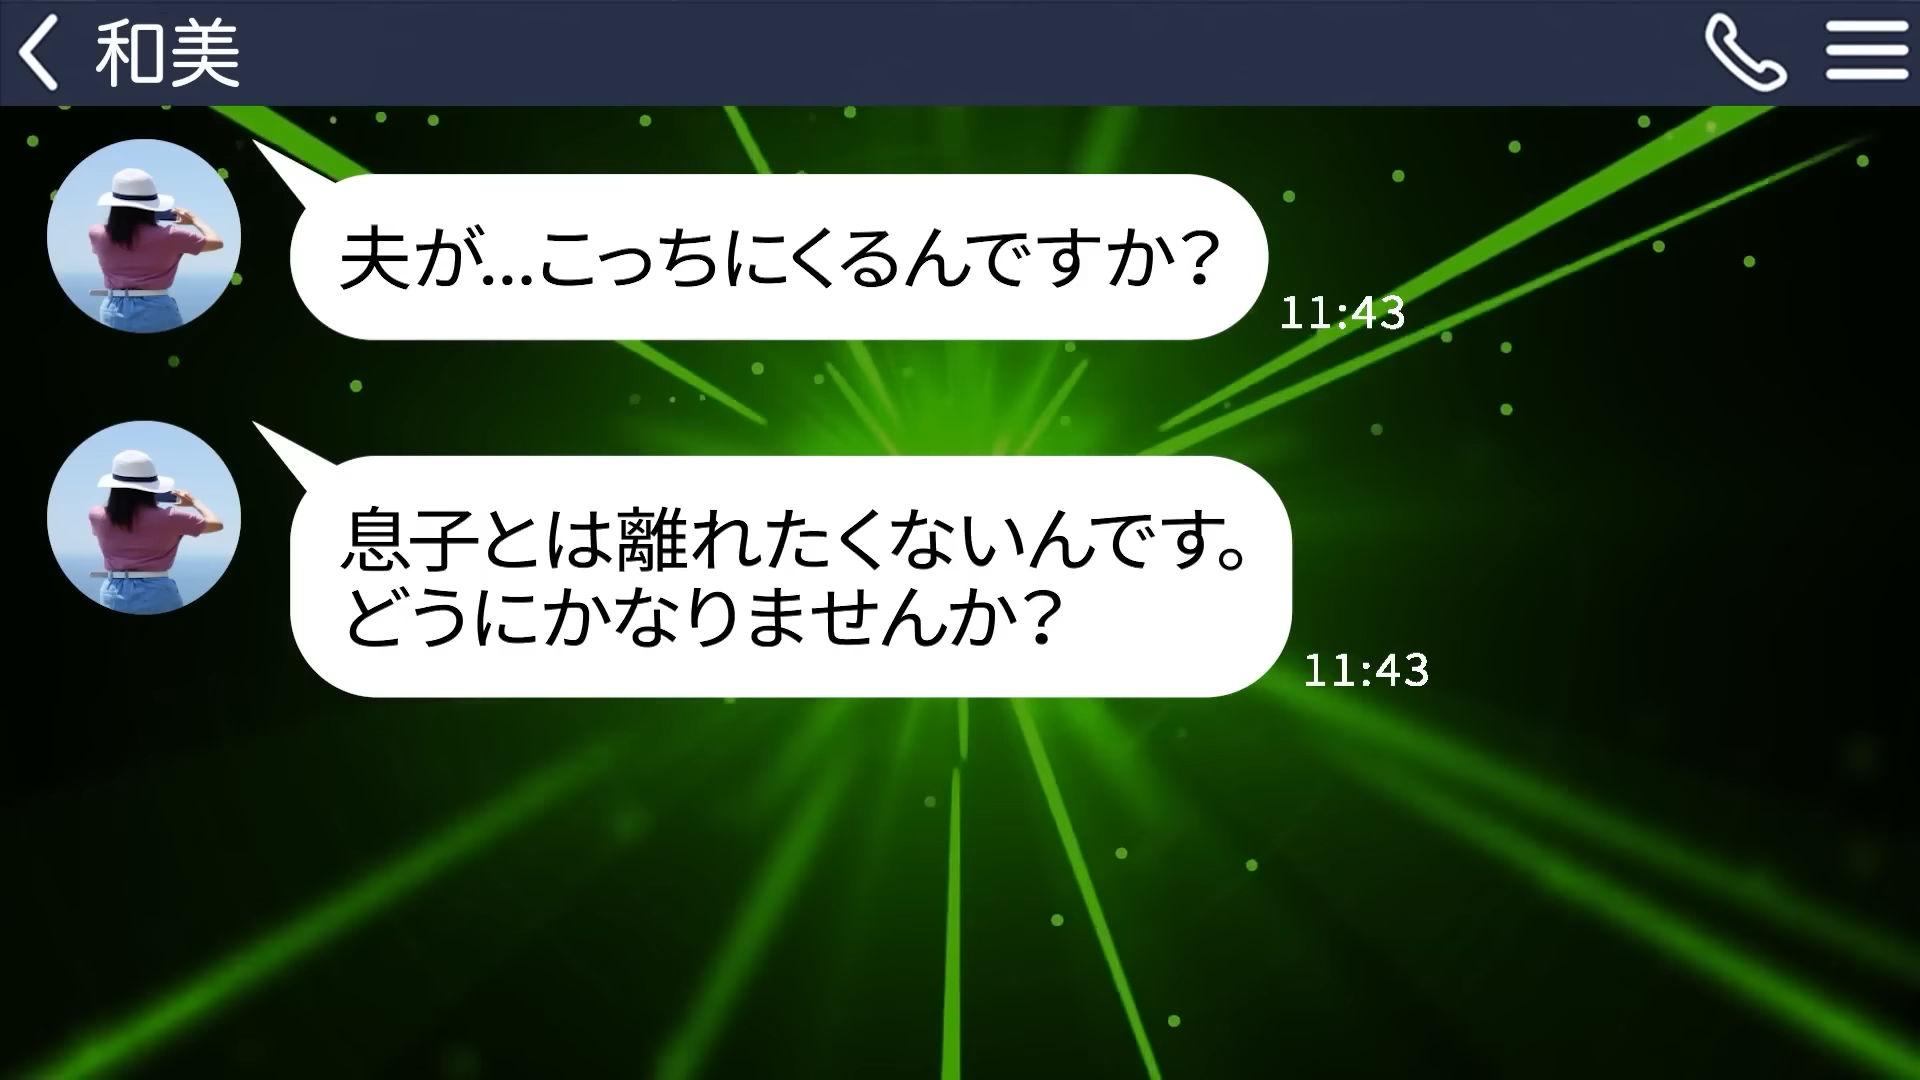 和美
夫が...こっちにくるんですか？
11:43
息子とは離れたくないんです。
どうにかなりませんか？
11:43